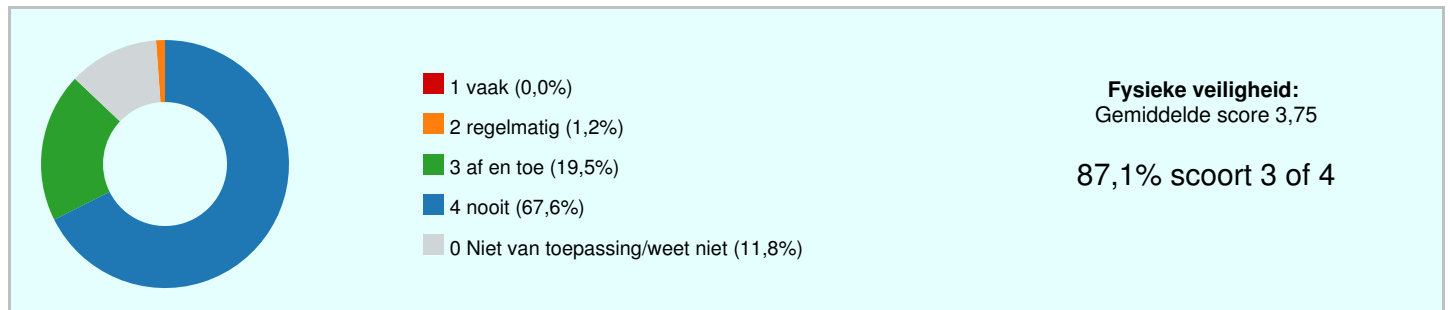 1 vaak (0,0%)
2 regelmatig (1,2%)
3 af en toe (19,5%)
4 nooit (67,6%)
0 Niet van toepassing/weet niet (11,8%)
Fysieke veiligheid:
Gemiddelde score 3,75
87,1% scoort 3 of 4